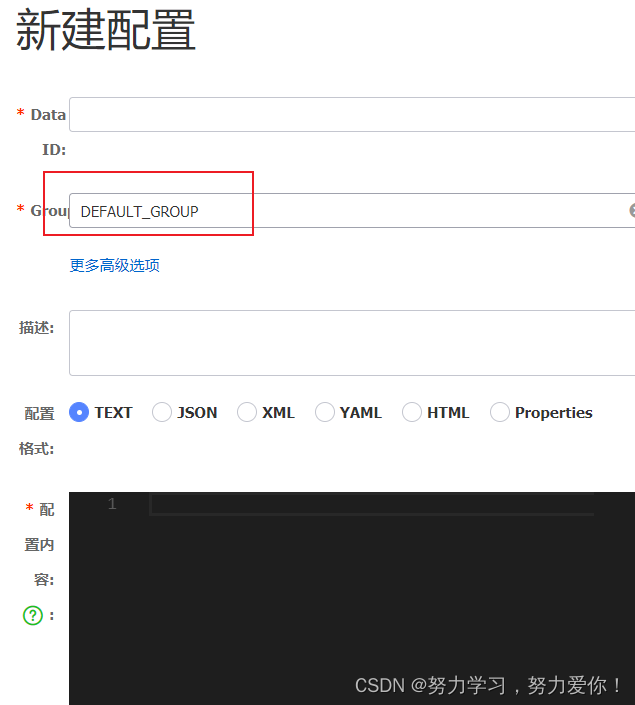 新建配置
* Data
ID:
* Group
DEFAULT_GROUP
更多高级选项
描述:
配置
格式:
TEXT JSON XML YAML HTML Properties
* 配
置内
容:
? :
1
CSDN @努力学习，努力爱你！